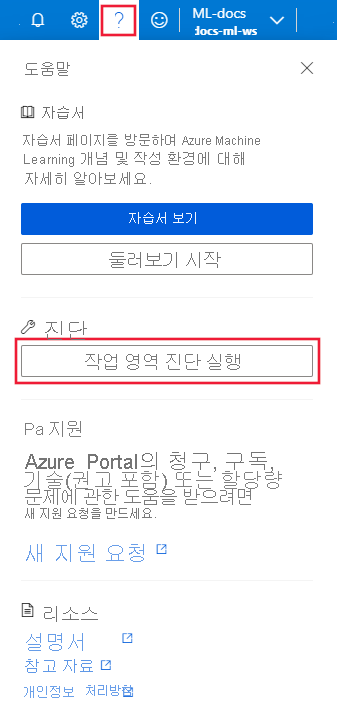 ?
ML-docs
docs-ml-ws
도움말
자습서
자습서 페이지를 방문하여 Azure Machine
Learning 개념 및 작성 환경에 대해
자세히 알아보세요.
자습서 보기
둘러보기 시작
진단
작업 영역 진단 실행
Pa 지원
Azure Portal의 청구, 구독,
기술(권고 포함) 또는 할당량
문제에 관한 도움을 받으려면
새 지원 요청을 만드세요.
새 지원 요청
리소스
설명서
참고 자료
개인정보 처리방침